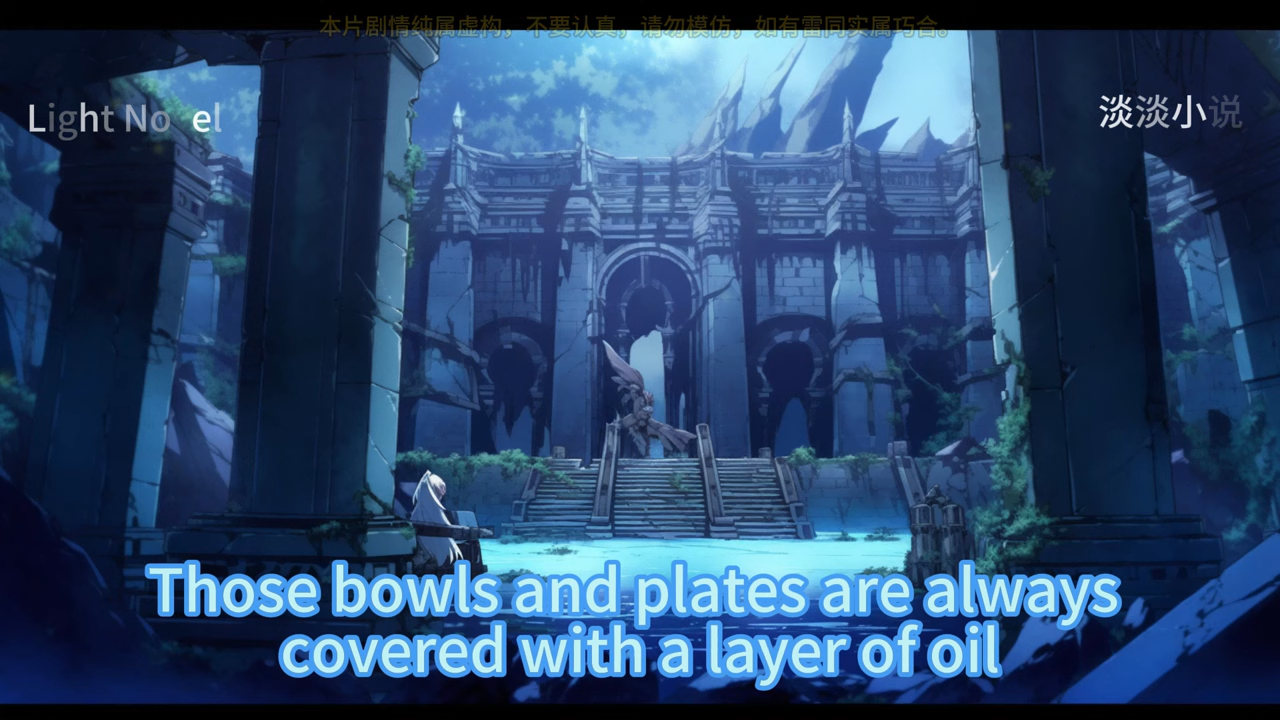 本片剧情纯属虚构，不要认真，请勿模仿，如有雷同实属巧合。
Light No el
淡淡小说
Those bowls and plates are always
covered with a layer of oil